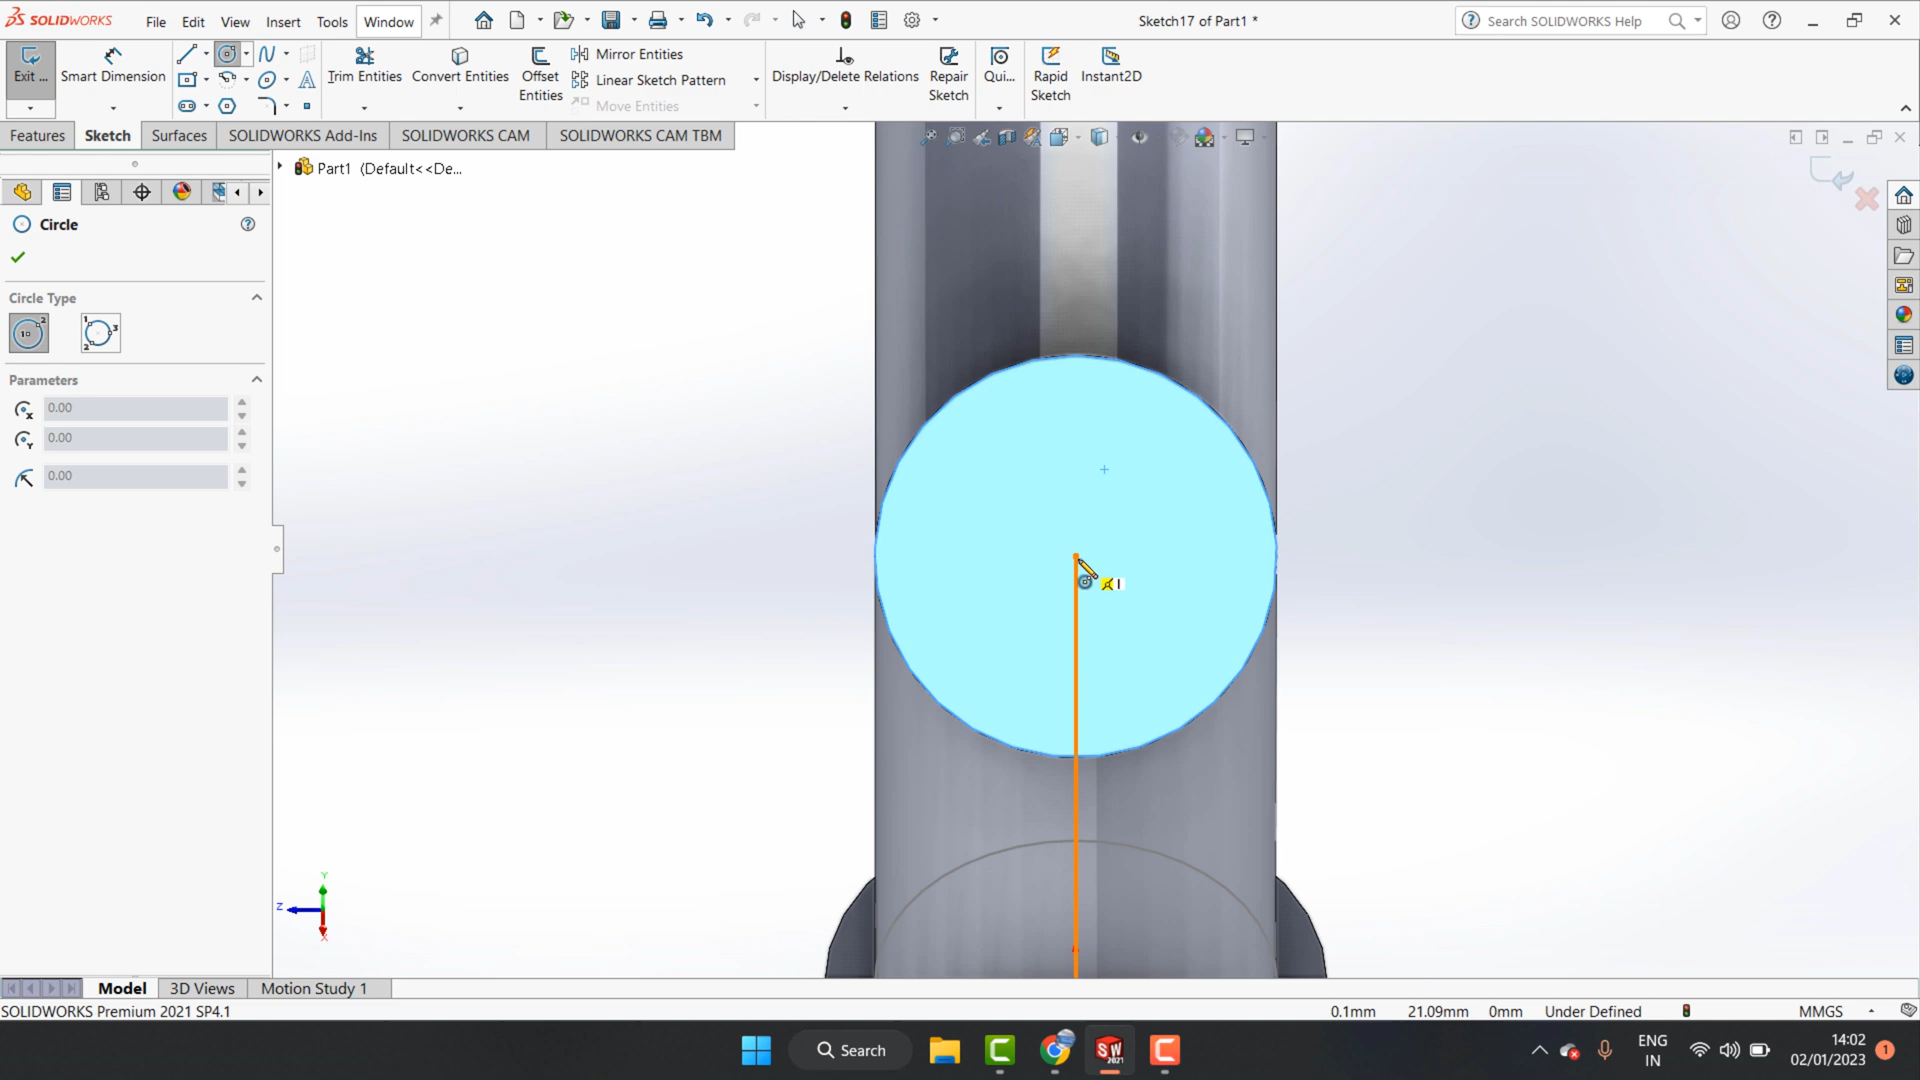 SOLIDWORKS File Edit View Insert Tools Window Sketch17 of Part1 * Search SOLIDWORKS Help
Exit ... Smart Dimension Trim Entities Convert Entities Offset Entities Mirror Entities Display/Delete Relations Repair Sketch Qui... Rapid Sketch Instant2D
Linear Sketch Pattern
Move Entities
Features Sketch Surfaces SOLIDWORKS Add-Ins SOLIDWORKS CAM SOLIDWORKS CAM TBM
Part1 (Default<<De...
Circle
Circle Type
Parameters
0.00
0.00
0.00
Y
Z
X
Model 3D Views Motion Study 1
SOLIDWORKS Premium 2021 SP4.1 0.1mm 21.09mm 0mm Under Defined MMGS
Search SW 2021 ENG IN 14:02 02/01/2023 1